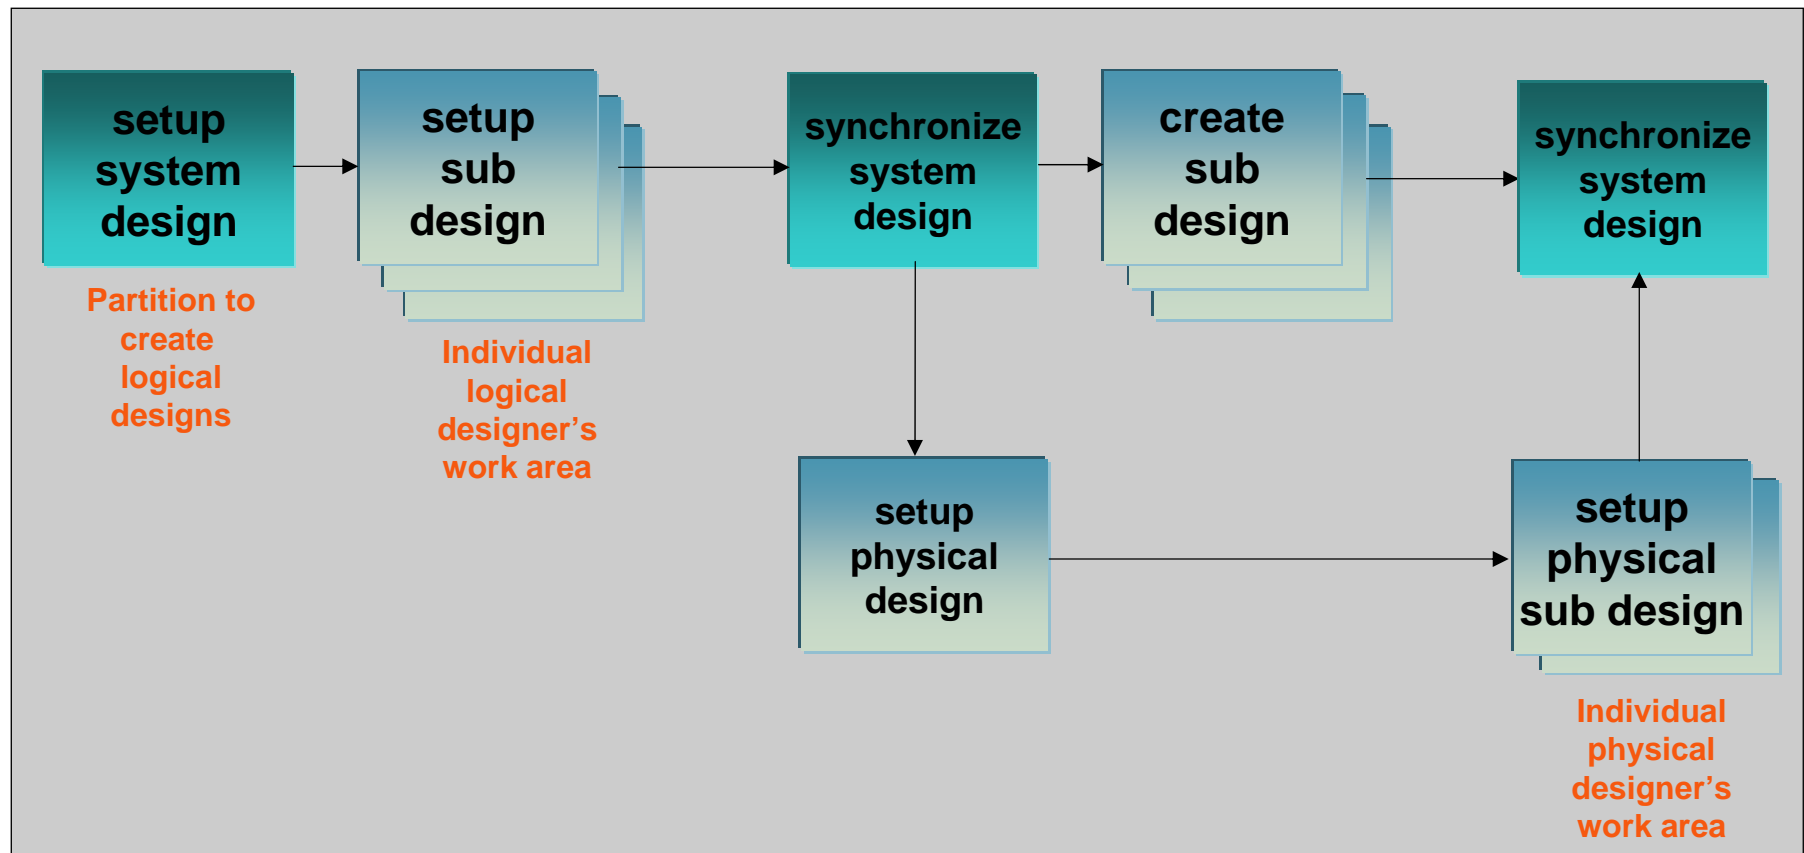 setup
system
design
Partition to
create
logical
designs
setup
sub
design
Individual
logical
designer’s
work area
synchronize
system
design
create
sub
design
synchronize
system
design
setup
physical
design
setup
physical
sub design
Individual
physical
designer’s
work area